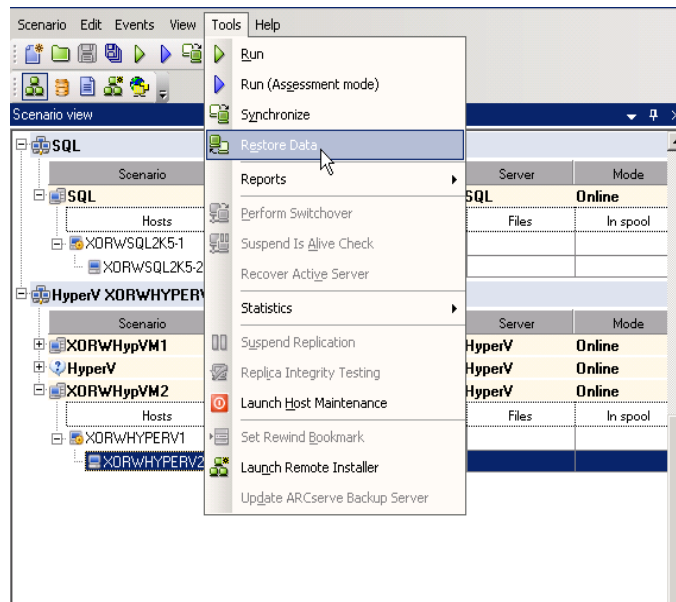 Scenario Edit Events View Tools Help
Run
Run (Assessment mode)
Synchronize
Scenario view
Restore Data
SQL
Scenario Server Mode
Reports
SQL SQL Online
Hosts Files In spool
Perform Switchover
XORWSQL2K5-1
Suspend Is Alive Check
XORWSQL2K5-2
Recover Active Server
HyperV XORWHYPERV
Statistics
Scenario Server Mode
XORWHypVM1 HyperV Online
Suspend Replication
HyperV HyperV Online
Replica Integrity Testing
XORWHypVM2 HyperV Online
Launch Host Maintenance
Hosts Files In spool
XORWHYPERV1
Set Rewind Bookmark
XORWHYPERV2
Launch Remote Installer
Update ARCserve Backup Server